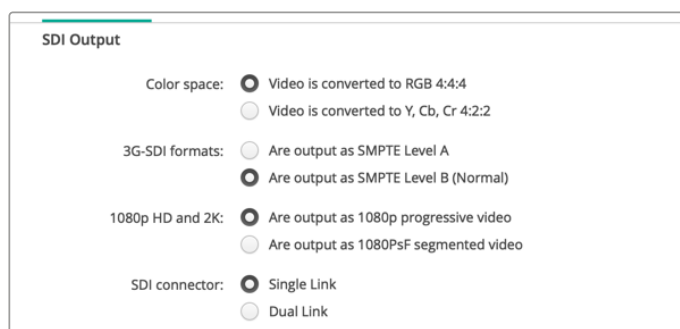 SDI Output
Color space: Video is converted to RGB 4:4:4
Video is converted to Y, Cb, Cr 4:2:2
3G-SDI formats: Are output as SMPTE Level A
Are output as SMPTE Level B (Normal)
1080p HD and 2K: Are output as 1080p progressive video
Are output as 1080PsF segmented video
SDI connector: Single Link
Dual Link